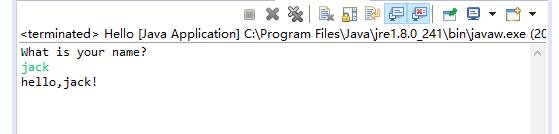 <terminated> Hello [Java Application] C:\Program Files\Java\jre1.8.0_241\bin\javaw.exe (20
What is your name?
jack
hello,jack!